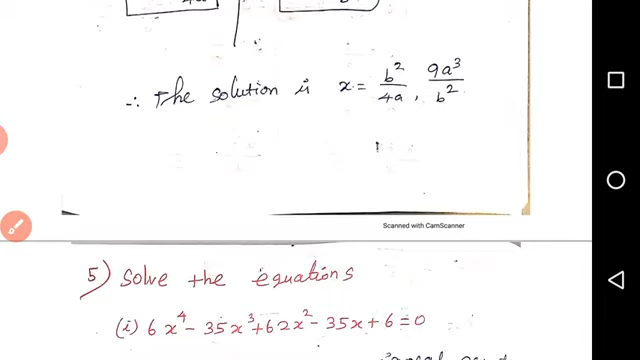 4a
b
∴ The solution is x = b²/4a, 9a³/b²
Scanned with CamScanner
5) Solve the equations
(i) 6x⁴ - 35x³ + 62x² - 35x + 6 = 0